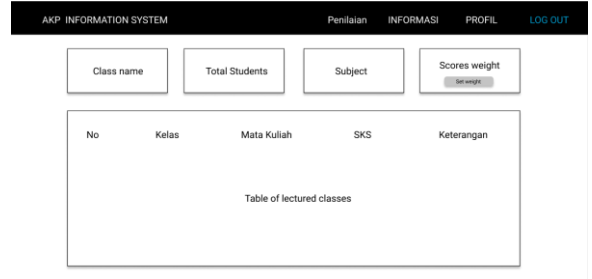 AKP INFORMATION SYSTEM Penilaian INFORMASI PROFIL LOG OUT
Class name Total Students Subject Scores weight
Set weight
No Kelas Mata Kuliah SKS Keterangan
Table of lectured classes